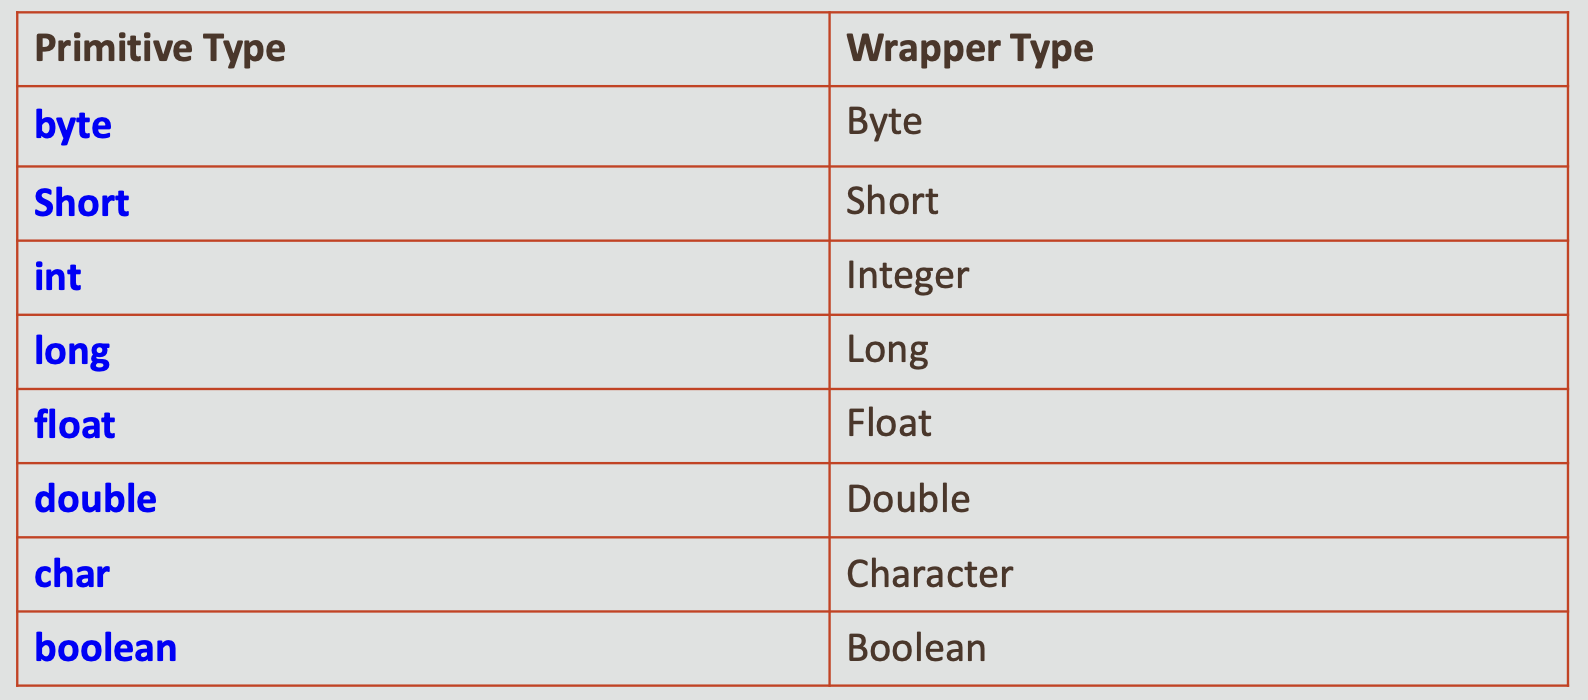 Primitive Type Wrapper Type
byte Byte
Short Short
int Integer
long Long
float Float
double Double
char Character
boolean Boolean